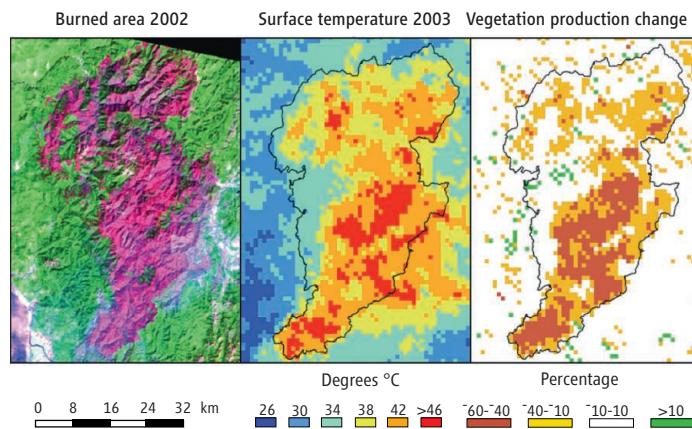 Burned area 2002
Surface temperature 2003
Vegetation production change
Degrees °C
Percentage
0 8 16 24 32 km
26 30 34 38 42 >46
‾60-‾40 ‾40-‾10 ‾10-10 >10